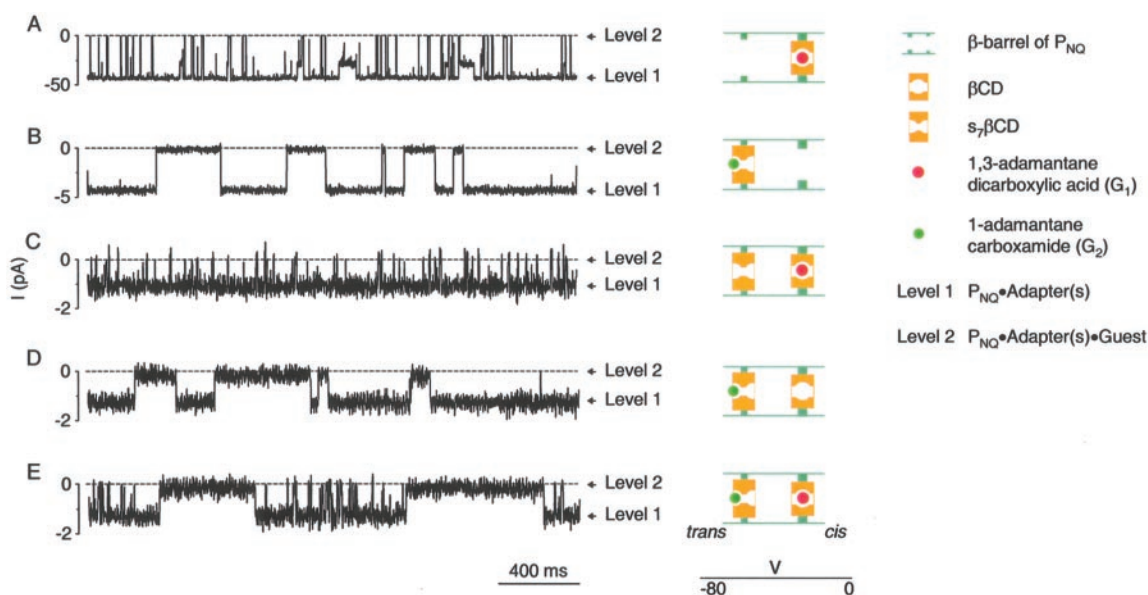 A
0
-50
Level 2
Level 1
B
0
-5
Level 2
Level 1
C
0
-2
Level 2
Level 1
I (pA)
D
0
-2
Level 2
Level 1
E
0
-2
Level 2
Level 1
400 ms
trans
cis
V
-80
0
β-barrel of P_NQ
βCD
s₇βCD
1,3-adamantane
dicarboxylic acid (G₁)
1-adamantane
carboxamide (G₂)
Level 1 P_NQ•Adapter(s)
Level 2 P_NQ•Adapter(s)•Guest